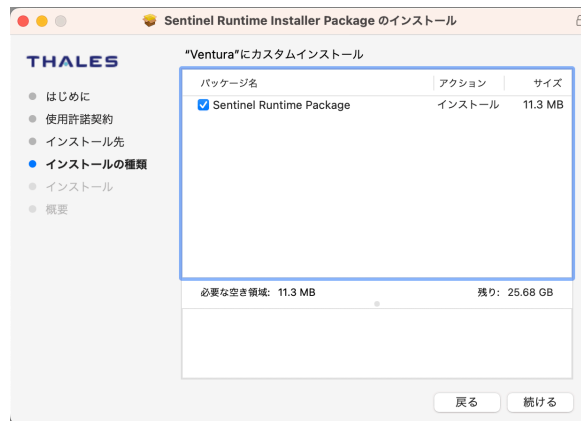 Sentinel Runtime Installer Package のインストール
THALES
"Ventura"にカスタムインストール
はじめに
使用許諾契約
インストール先
インストールの種類
インストール
概要
パッケージ名 アクション サイズ
Sentinel Runtime Package インストール 11.3 MB
必要な空き領域: 11.3 MB 残り: 25.68 GB
戻る 続ける